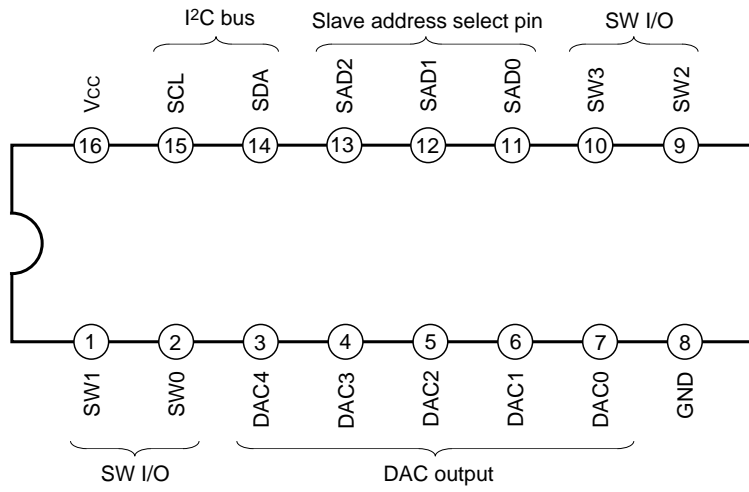 I²C bus Slave address select pin SW I/O
VCC SCL SDA SAD2 SAD1 SAD0 SW3 SW2
16 15 14 13 12 11 10 9
1 2 3 4 5 6 7 8
SW1 SW0 DAC4 DAC3 DAC2 DAC1 DAC0 GND
SW I/O DAC output